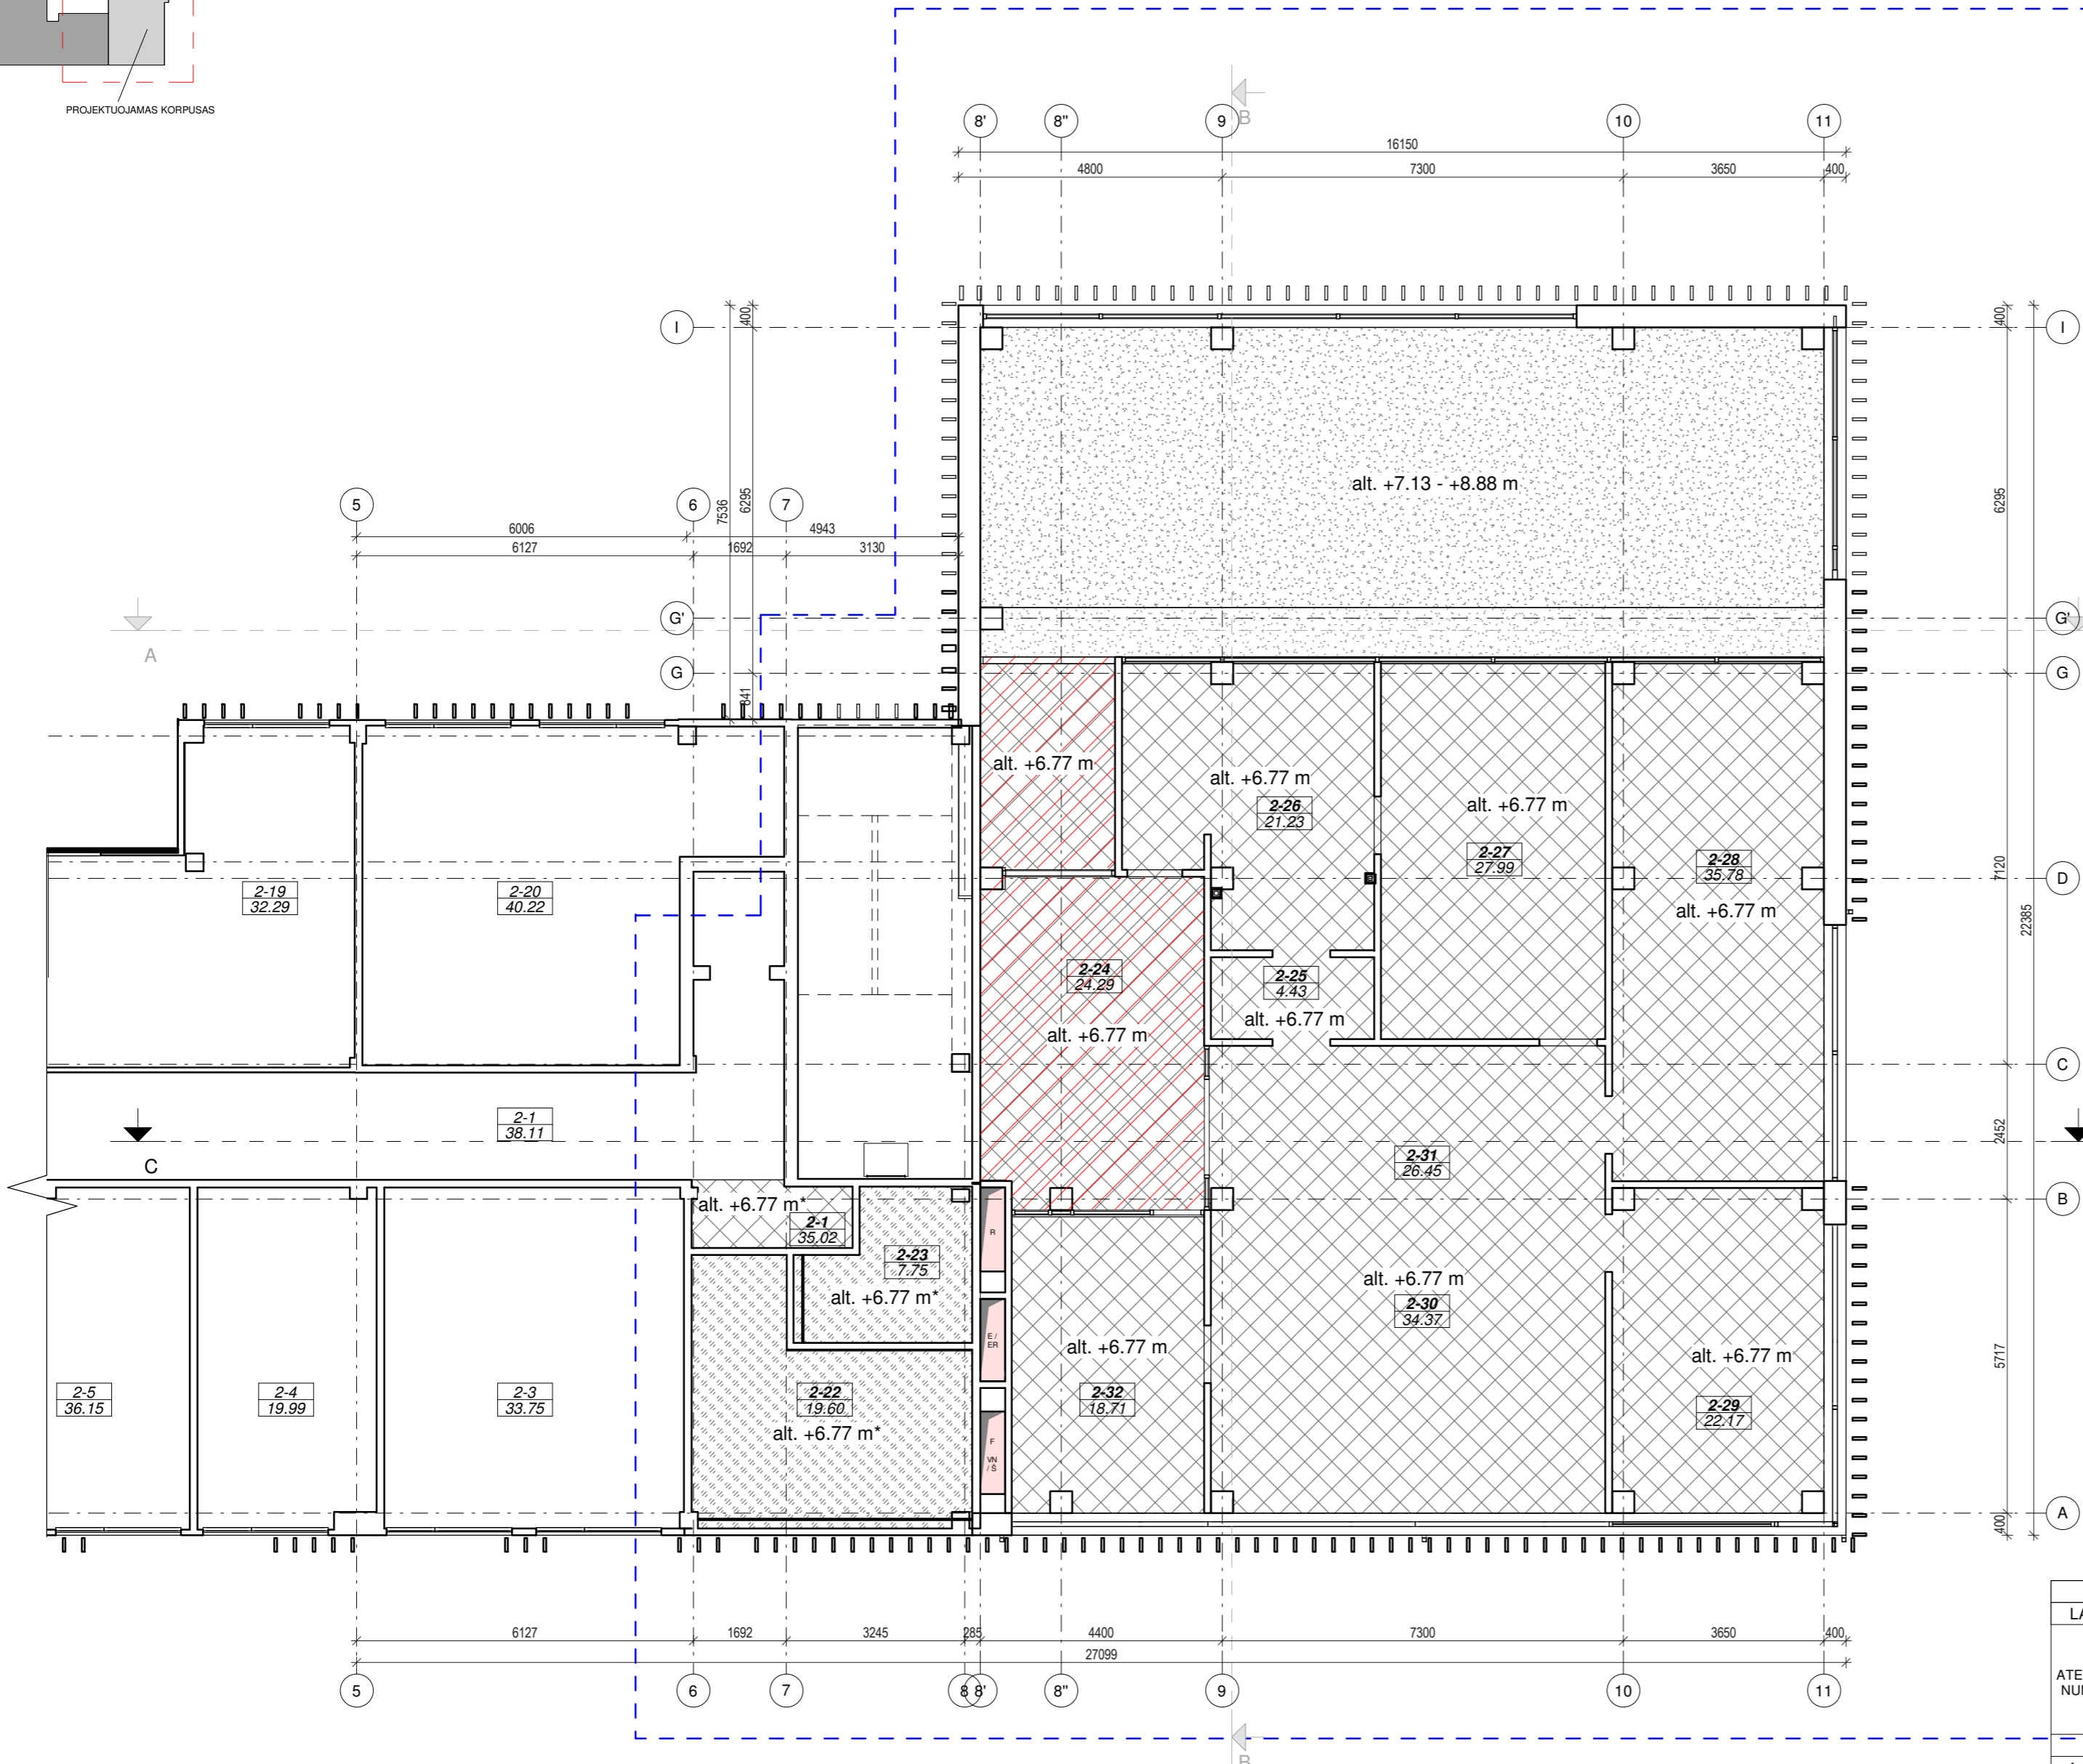 PROJEKTUOJAMAS KORPUSAS
8' 8" 9 B 10 11
16150
4800 7300 3650 400
I 400 400 I
alt. +7.13 - +8.88 m
5 6 7 7536 6295 6295
6006 4943
6127 1692 3130
22385
G' G'
A
G 841 G
alt. +6.77 m
alt. +6.77 m
2-26
21.23
alt. +6.77 m
2-27
27.99
2-28
35.78
alt. +6.77 m
7120
D
2-19
32.29
2-20
40.22
2-24
24.29
alt. +6.77 m
2-25
4.43
alt. +6.77 m
C
2-1
38.11
C
2452
2-31
26.45
B
alt. +6.77 m*
2-1
35.02
2-23
7.75
alt. +6.77 m*
R
E /
ER
F
VN
/ Š
alt. +6.77 m
2-30
34.37
alt. +6.77 m
2-32
18.71
alt. +6.77 m
2-29
22.17
5717
2-5
36.15
2-4
19.99
2-3
33.75
2-22
19.60
alt. +6.77 m*
400 A
6127 1692 3245 285 4400 7300 3650 400
27099
5 6 7 8 8' 8" 9 10 11
B
LA
ATE
NU